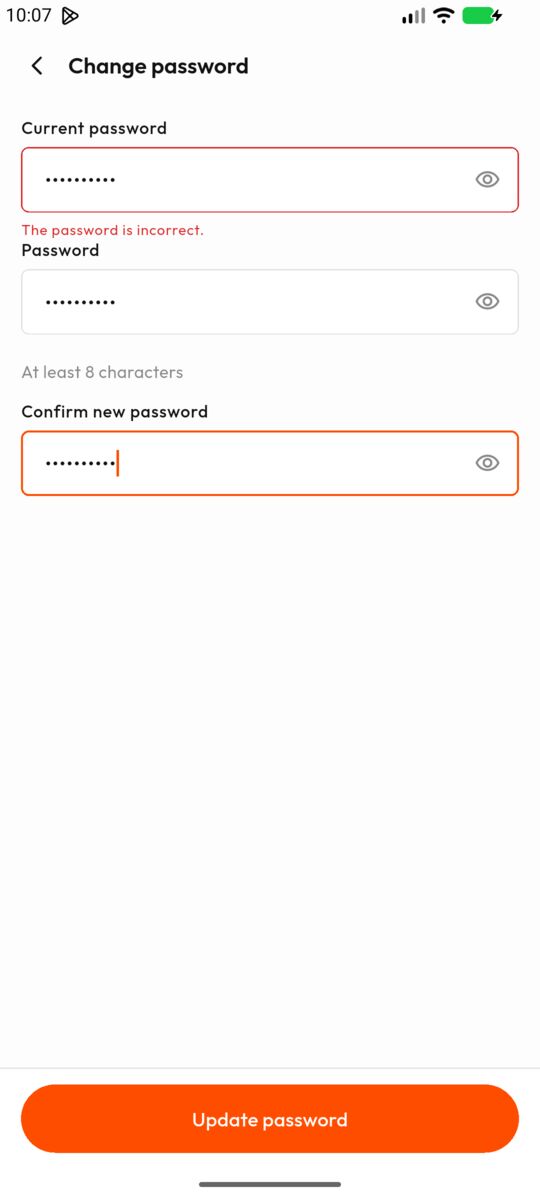 10:07
Change password
Current password
••••••••••
The password is incorrect.
Password
••••••••••
At least 8 characters
Confirm new password
••••••••••
Update password